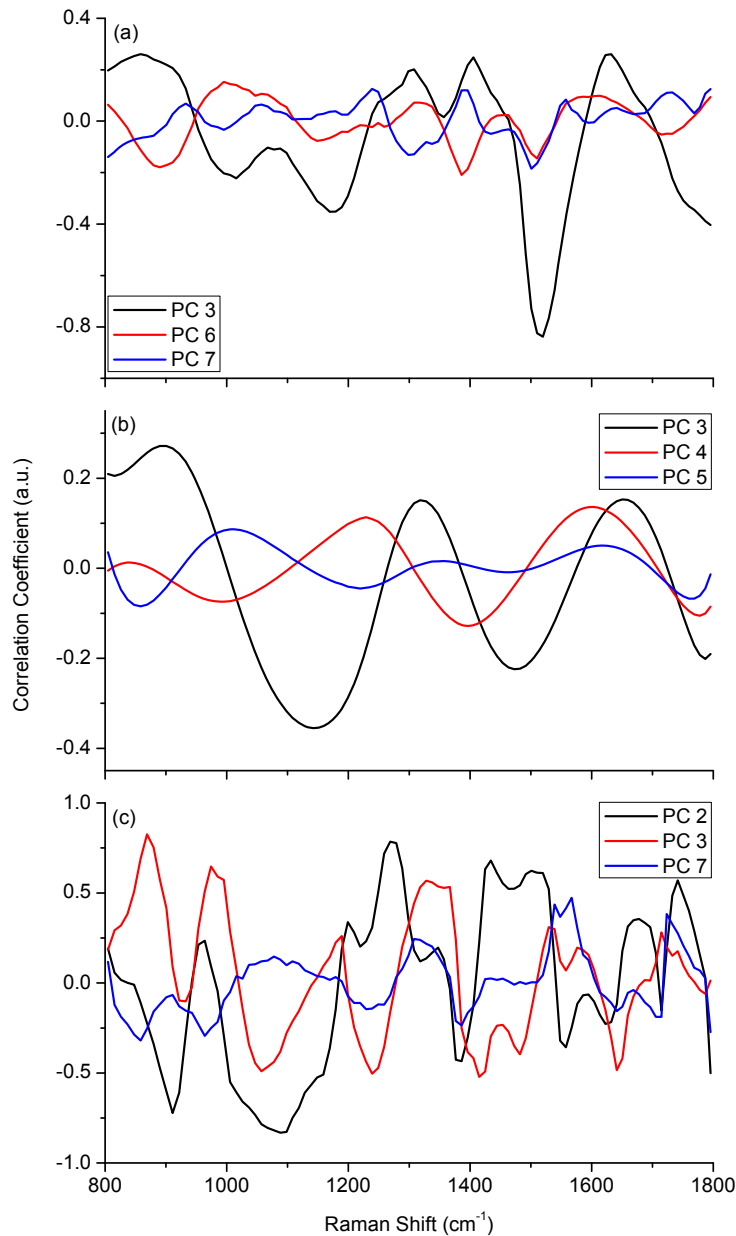 (a)
0.4
0.0
-0.4
-0.8
PC 3
PC 6
PC 7
(b)
0.2
0.0
-0.2
-0.4
PC 3
PC 4
PC 5
Correlation Coefficient (a.u.)
(c)
1.0
0.5
0.0
-0.5
-1.0
PC 2
PC 3
PC 7
800 1000 1200 1400 1600 1800
Raman Shift (cm⁻¹)